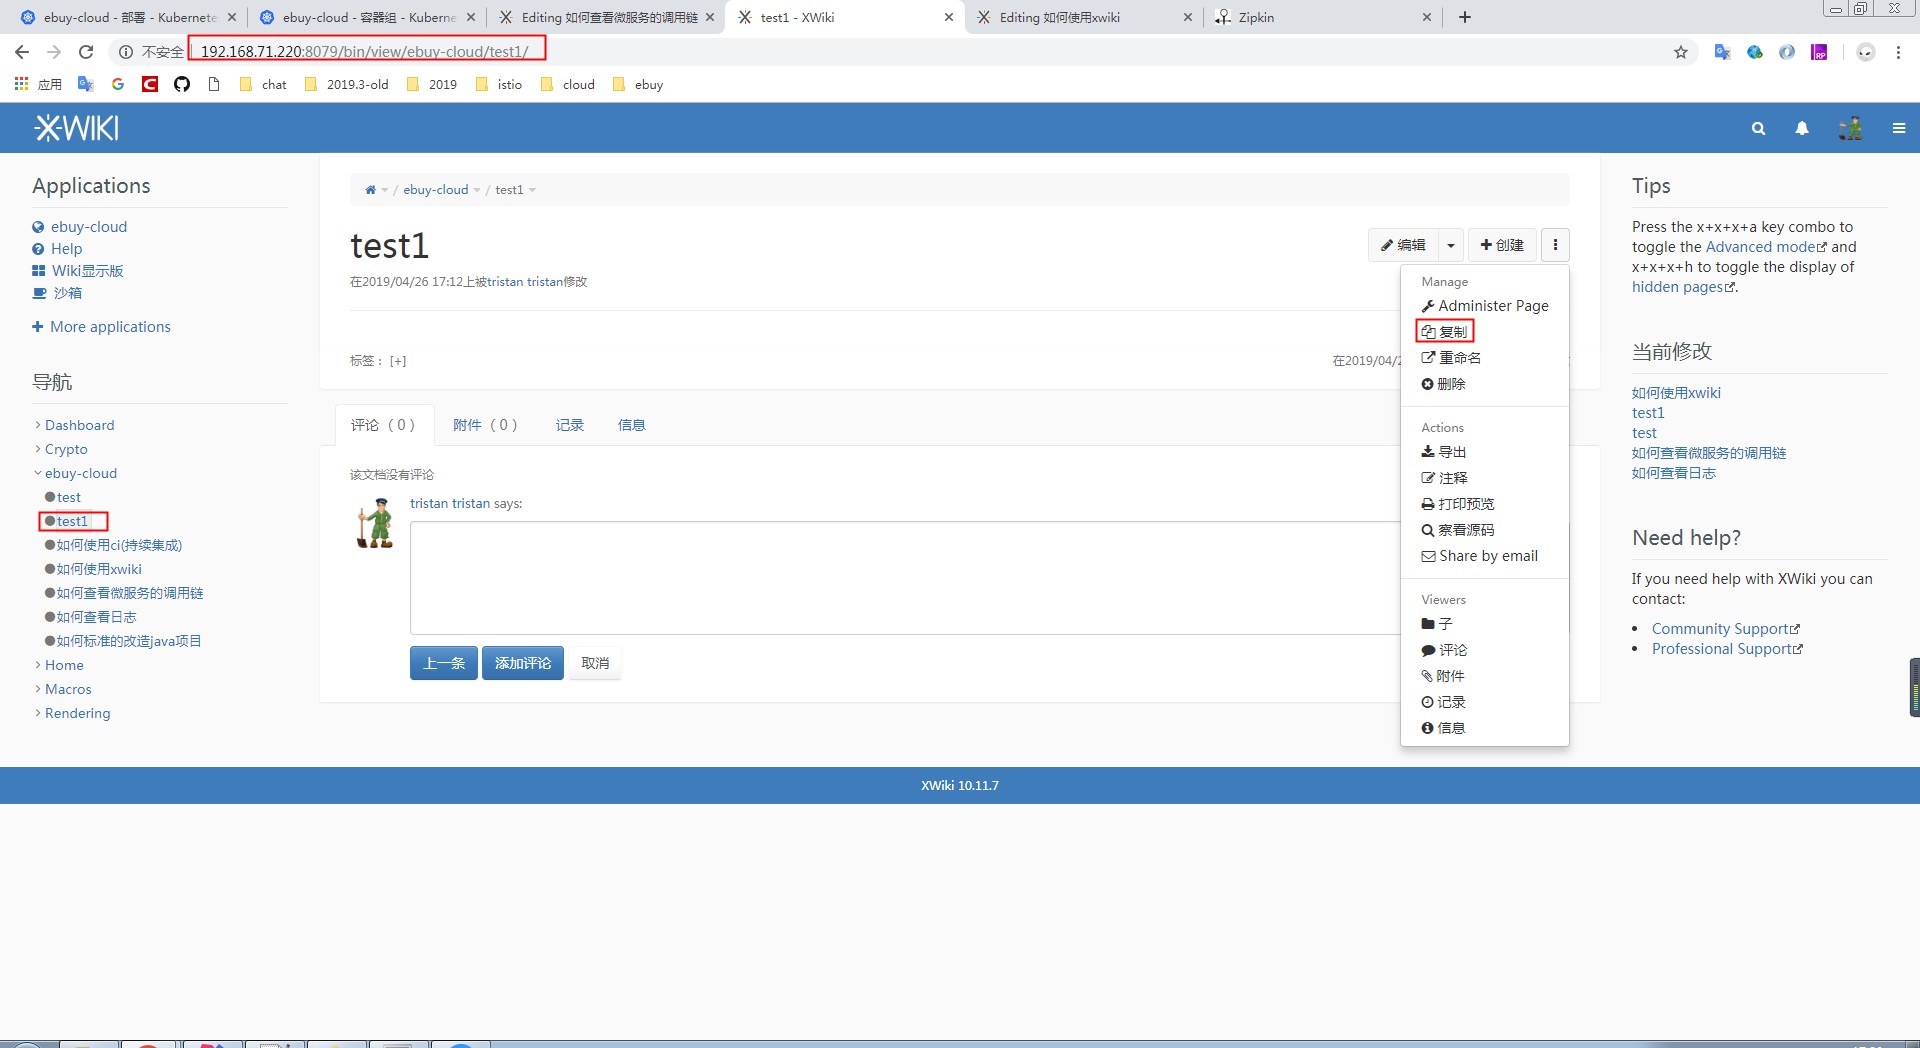 ebuy-cloud - 部署 - Kubernete
ebuy-cloud - 容器组 - Kuberne
Editing 如何查看微服务的调用链
test1 - XWiki
Editing 如何使用xwiki
Zipkin
不安全
192.168.71.220:8079/bin/view/ebuy-cloud/test1/
应用
chat
2019.3-old
2019
istio
cloud
ebuy
XWIKI
Applications
ebuy-cloud
Help
Wiki显示版
沙箱
More applications
导航
Dashboard
Crypto
ebuy-cloud
test
test1
如何使用ci(持续集成)
如何使用xwiki
如何查看微服务的调用链
如何查看日志
如何标准的改造java项目
Home
Macros
Rendering
/ ebuy-cloud / test1
test1
编辑
创建
在2019/04/26 17:12上被tristan tristan修改
标签： [+]
在2019/04/2
评论 （ 0 ）
附件 （ 0 ）
记录
信息
该文档没有评论
tristan tristan says:
上一条
添加评论
取消
Manage
Administer Page
复制
重命名
删除
Actions
导出
注释
打印预览
察看源码
Share by email
Viewers
子
评论
附件
记录
信息
Tips
Press the x+x+x+a key combo to
toggle the Advanced mode and
x+x+x+h to toggle the display of
hidden pages.
当前修改
如何使用xwiki
test1
test
如何查看微服务的调用链
如何查看日志
Need help?
If you need help with XWiki you can
contact:
Community Support
Professional Support
XWiki 10.11.7